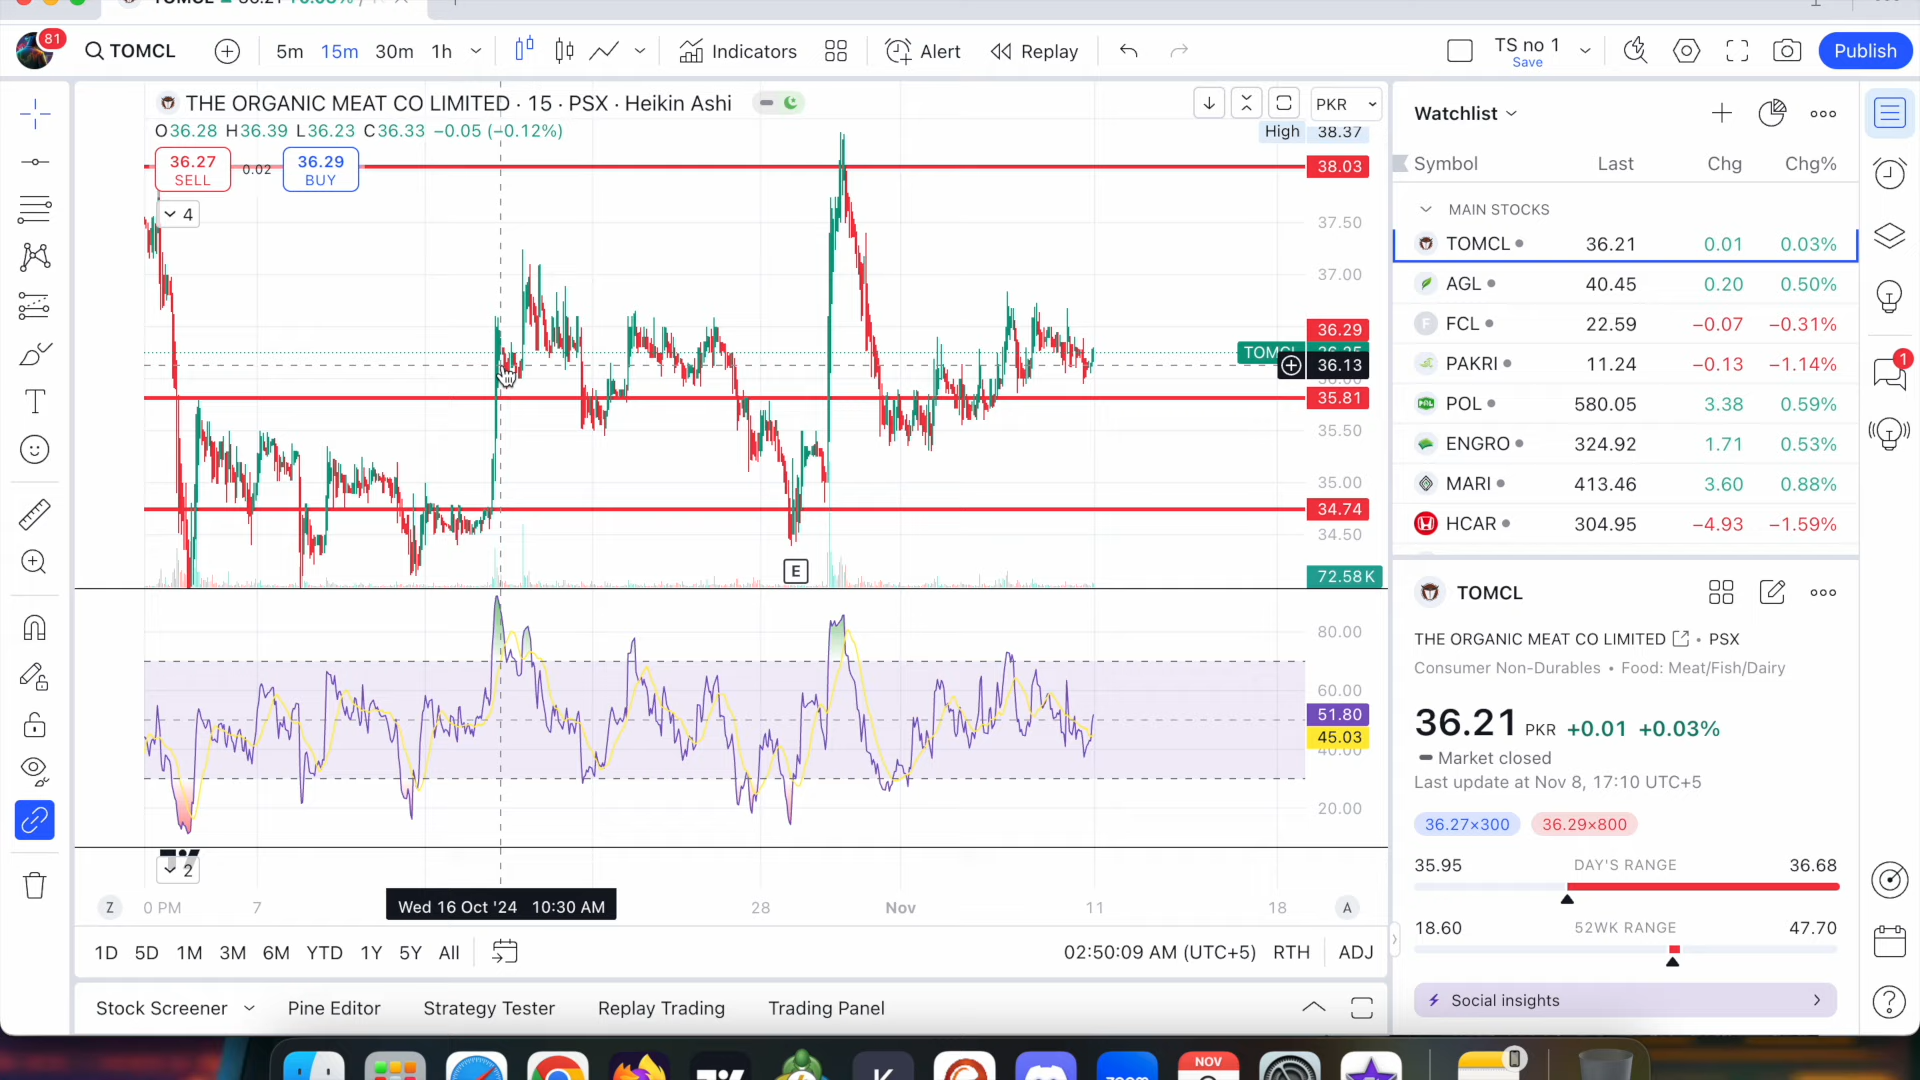 81
TOMCL
5m 15m 30m 1h
Indicators
Alert
Replay
TS no 1
Save
Publish
THE ORGANIC MEAT CO LIMITED · 15 · PSX · Heikin Ashi
O36.28 H36.39 L36.23 C36.33 −0.05 (−0.12%)
36.27
SELL
0.02
36.29
BUY
4
PKR
High 38.37
38.03
37.50
37.00
36.29
36.13
35.81
35.50
35.00
34.74
34.50
72.58K
E
80.00
60.00
51.80
45.03
40.00
20.00
2
Z
0 PM
7
Wed 16 Oct '24 10:30 AM
28
Nov
11
18
A
1D 5D 1M 3M 6M YTD 1Y 5Y All
02:50:09 AM (UTC+5) RTH ADJ
Stock Screener
Pine Editor
Strategy Tester
Replay Trading
Trading Panel
Watchlist
Symbol Last Chg Chg%
MAIN STOCKS
TOMCL 36.21 0.01 0.03%
AGL 40.45 0.20 0.50%
F FCL 22.59 −0.07 −0.31%
PAKRI 11.24 −0.13 −1.14%
POL 580.05 3.38 0.59%
ENGRO 324.92 1.71 0.53%
MARI 413.46 3.60 0.88%
HCAR 304.95 −4.93 −1.59%
1
TOMCL
THE ORGANIC MEAT CO LIMITED • PSX
Consumer Non-Durables • Food: Meat/Fish/Dairy
36.21 PKR +0.01 +0.03%
Market closed
Last update at Nov 8, 17:10 UTC+5
36.27×300 36.29×800
35.95 DAY'S RANGE 36.68
18.60 52WK RANGE 47.70
Social insights
NOV